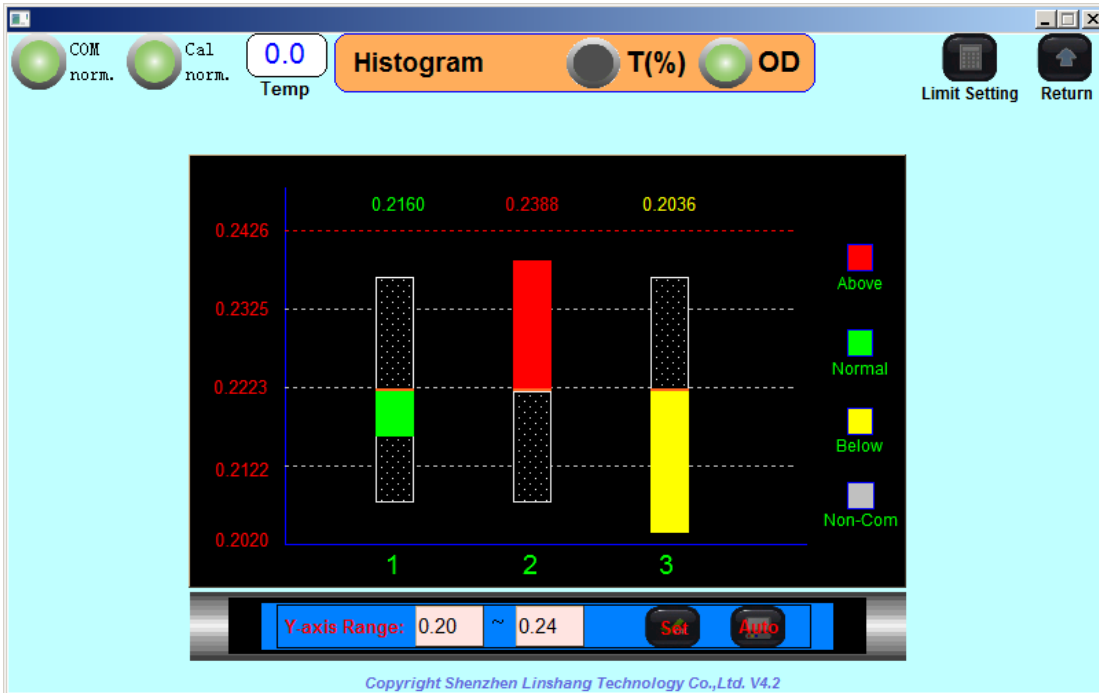 COM
norm.
Cal
norm.
0.0
Temp
Histogram
T(%)
OD
Limit Setting
Return
0.2160
0.2388
0.2036
0.2426
0.2325
0.2223
0.2122
0.2020
Above
Normal
Below
Non-Com
1
2
3
Y-axis Range:
0.20
~
0.24
Set
Auto
Copyright Shenzhen Linshang Technology Co.,Ltd. V4.2